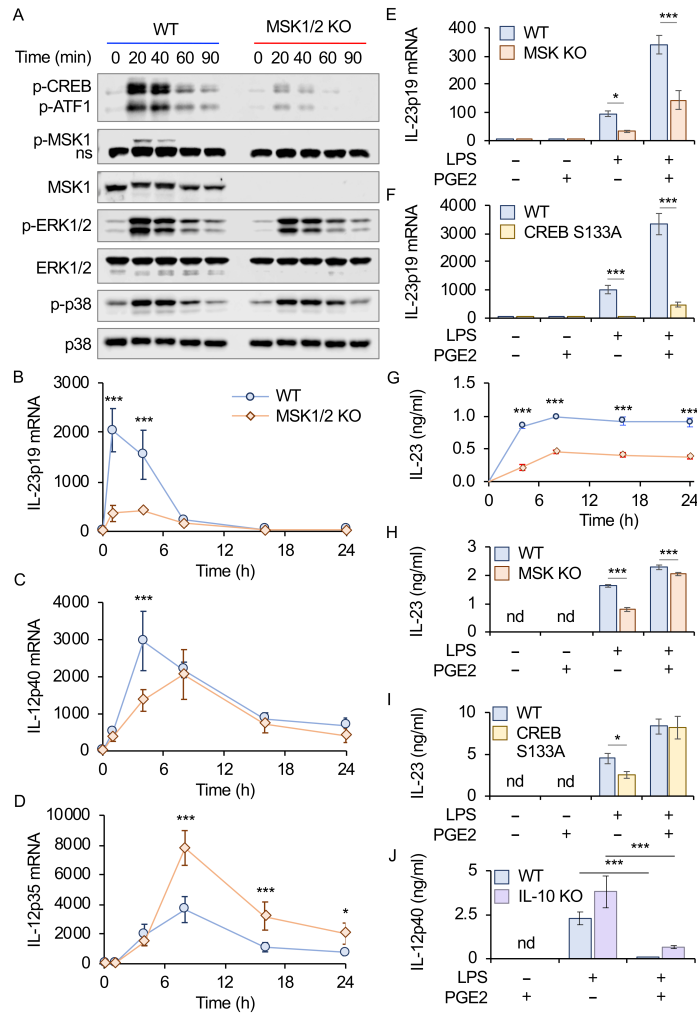 A
WT
MSK1/2 KO
Time (min) 0 20 40 60 90 0 20 40 60 90
p-CREB
p-ATF1
p-MSK1
ns
MSK1
p-ERK1/2
ERK1/2
p-p38
p38
B
IL-23p19 mRNA
3000
2000
1000
0
***
***
WT
MSK1/2 KO
0 6 12 18 24
Time (h)
C
IL-12p40 mRNA
4000
3000
2000
1000
0
***
0 6 12 18 24
Time (h)
D
IL-12p35 mRNA
10000
8000
6000
4000
2000
0
***
***
*
0 6 12 18 24
Time (h)
E
IL-23p19 mRNA
400
300
200
100
0
WT
MSK KO
*
***
LPS – – + +
PGE2 – + – +
F
IL-23p19 mRNA
4000
3000
2000
1000
0
WT
CREB S133A
***
***
LPS – – + +
PGE2 – + – +
G
IL-23 (ng/ml)
1.5
1.0
0.5
0.0
*** *** *** ***
0 6 12 18 24
Time (h)
H
IL-23 (ng/ml)
3
2
1
0
WT
MSK KO
nd nd
***
***
LPS – – + +
PGE2 – + – +
I
IL-23 (ng/ml)
10
5
0
WT
CREB
S133A
nd nd
*
LPS – – + +
PGE2 – + – +
J
IL-12p40 (ng/ml)
5
2.5
0
WT
IL-10 KO
nd
***
***
LPS – + +
PGE2 + – +